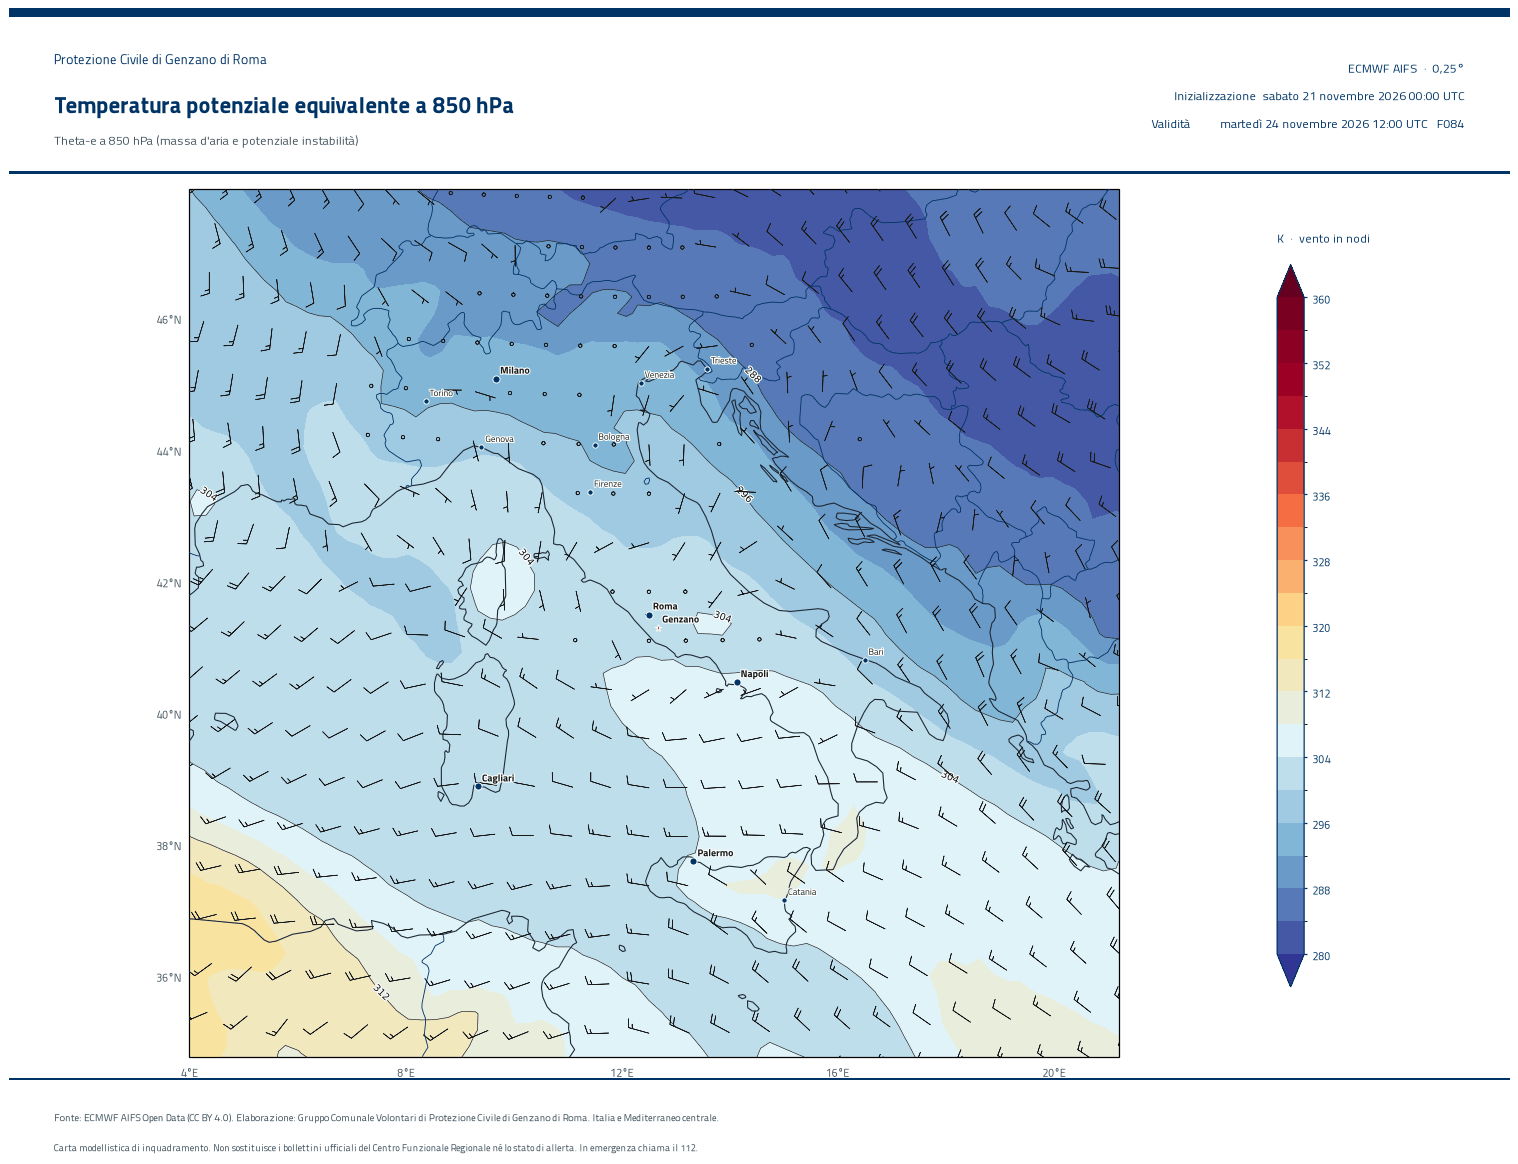 Protezione Civile di Genzano di Roma
Temperatura potenziale equivalente a 850 hPa
Theta-e a 850 hPa (massa d'aria e potenziale instabilità)
ECMWF AIFS · 0,25°
Inizializzazione sabato 21 novembre 2026 00:00 UTC
Validità martedì 24 novembre 2026 12:00 UTC F084
K · vento in nodi
360
352
344
336
328
320
312
304
296
288
280
46°N
44°N
42°N
40°N
38°N
36°N
4°E
8°E
12°E
16°E
20°E
Trieste
Milano
Venezia
288
Torino
Genova
Bologna
Firenze
304
296
304
Roma
Genzano
304
Bari
Napoli
Cagliari
304
Palermo
Catania
312
Fonte: ECMWF AIFS Open Data (CC BY 4.0). Elaborazione: Gruppo Comunale Volontari di Protezione Civile di Genzano di Roma. Italia e Mediterraneo centrale.
Carta modellistica di inquadramento. Non sostituisce i bollettini ufficiali del Centro Funzionale Regionale né lo stato di allerta. In emergenza chiama il 112.